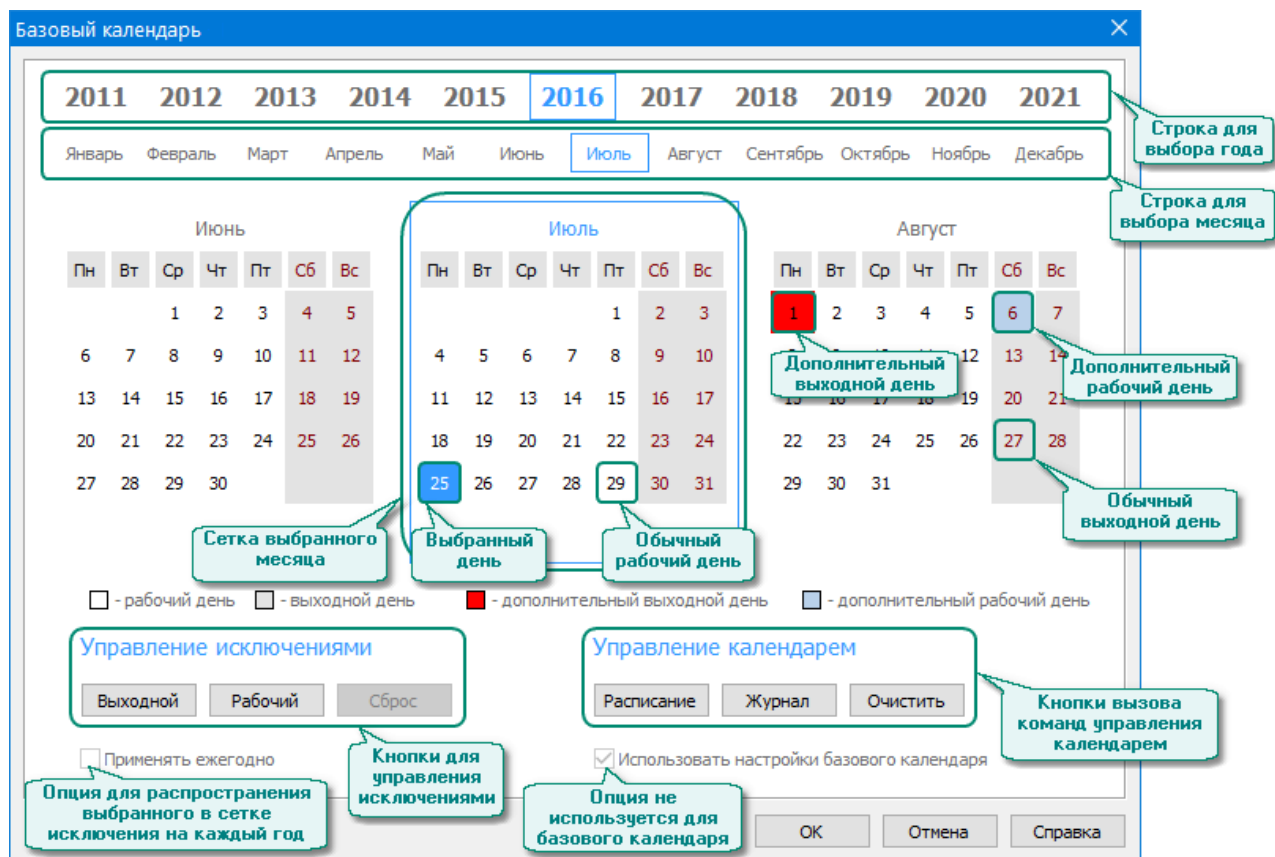 Базовый календарь
2011 2012 2013 2014 2015 2016 2017 2018 2019 2020 2021
Строка для
выбора года
Январь Февраль Март Апрель Май Июнь Июль Август Сентябрь Октябрь Ноябрь Декабрь
Строка для
выбора месяца
Июнь
Пн Вт Ср Чт Пт Сб Вс
1 2 3 4 5
6 7 8 9 10 11 12
13 14 15 16 17 18 19
20 21 22 23 24 25 26
27 28 29 30
Июль
Пн Вт Ср Чт Пт Сб Вс
1 2 3
4 5 6 7 8 9 10
11 12 13 14 15 16 17
18 19 20 21 22 23 24
25 26 27 28 29 30 31
Август
Пн Вт Ср Чт Пт Сб Вс
1 2 3 4 5 6 7
12 13 14
15 16 17 18 19 20 21
22 23 24 25 26 27 28
29 30 31
Дополнительный
выходной день
Дополнительный
рабочий день
Обычный
выходной день
Сетка выбранного
месяца
Выбранный
день
Обычный
рабочий день
- рабочий день - выходной день - дополнительный выходной день - дополнительный рабочий день
Управление исключениями
Выходной Рабочий Сброс
Управление календарем
Расписание Журнал Очистить
Кнопки вызова
команд управления
календарем
Применять ежегодно
Кнопки для
управления
исключениями
Использовать настройки базового календаря
Опция для распространения
выбранного в сетке
исключения на каждый год
Опция не
используется для
базового календаря
ОК Отмена Справка